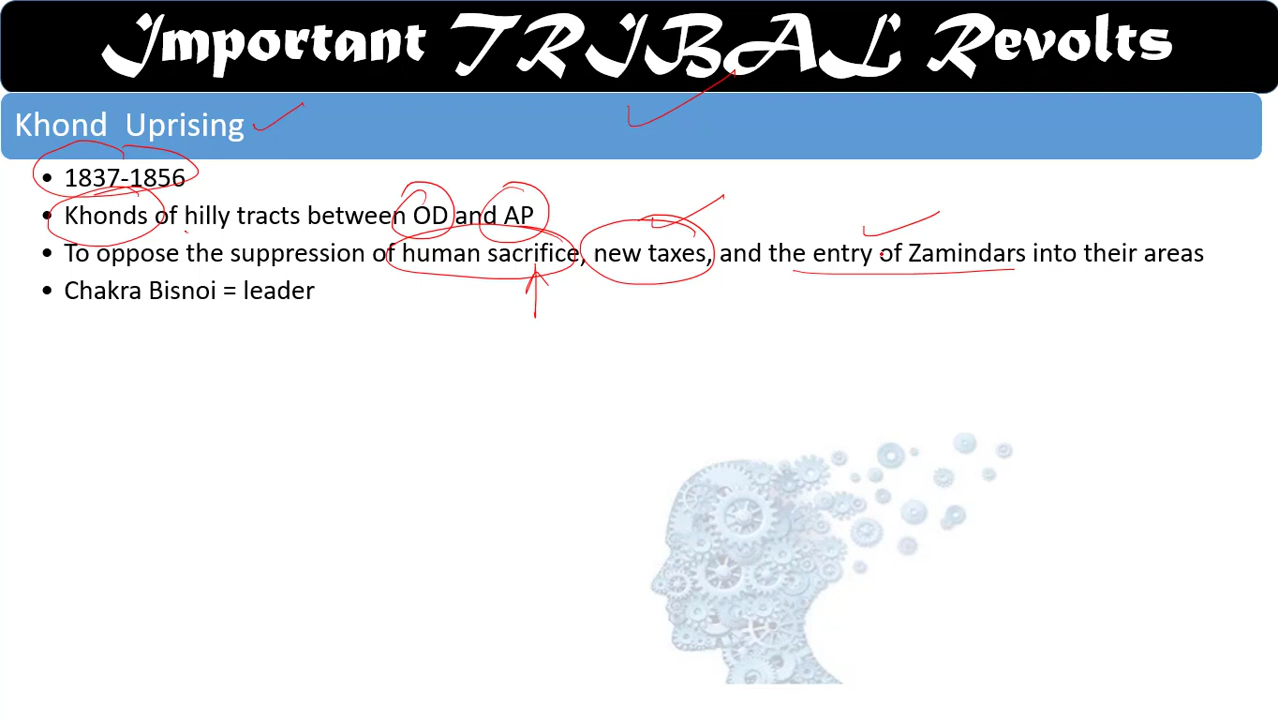 Important TRIBAL Revolts
Khond Uprising
• 1837-1856
• Khonds of hilly tracts between OD and AP
• To oppose the suppression of human sacrifice, new taxes, and the entry of Zamindars into their areas
• Chakra Bisnoi = leader